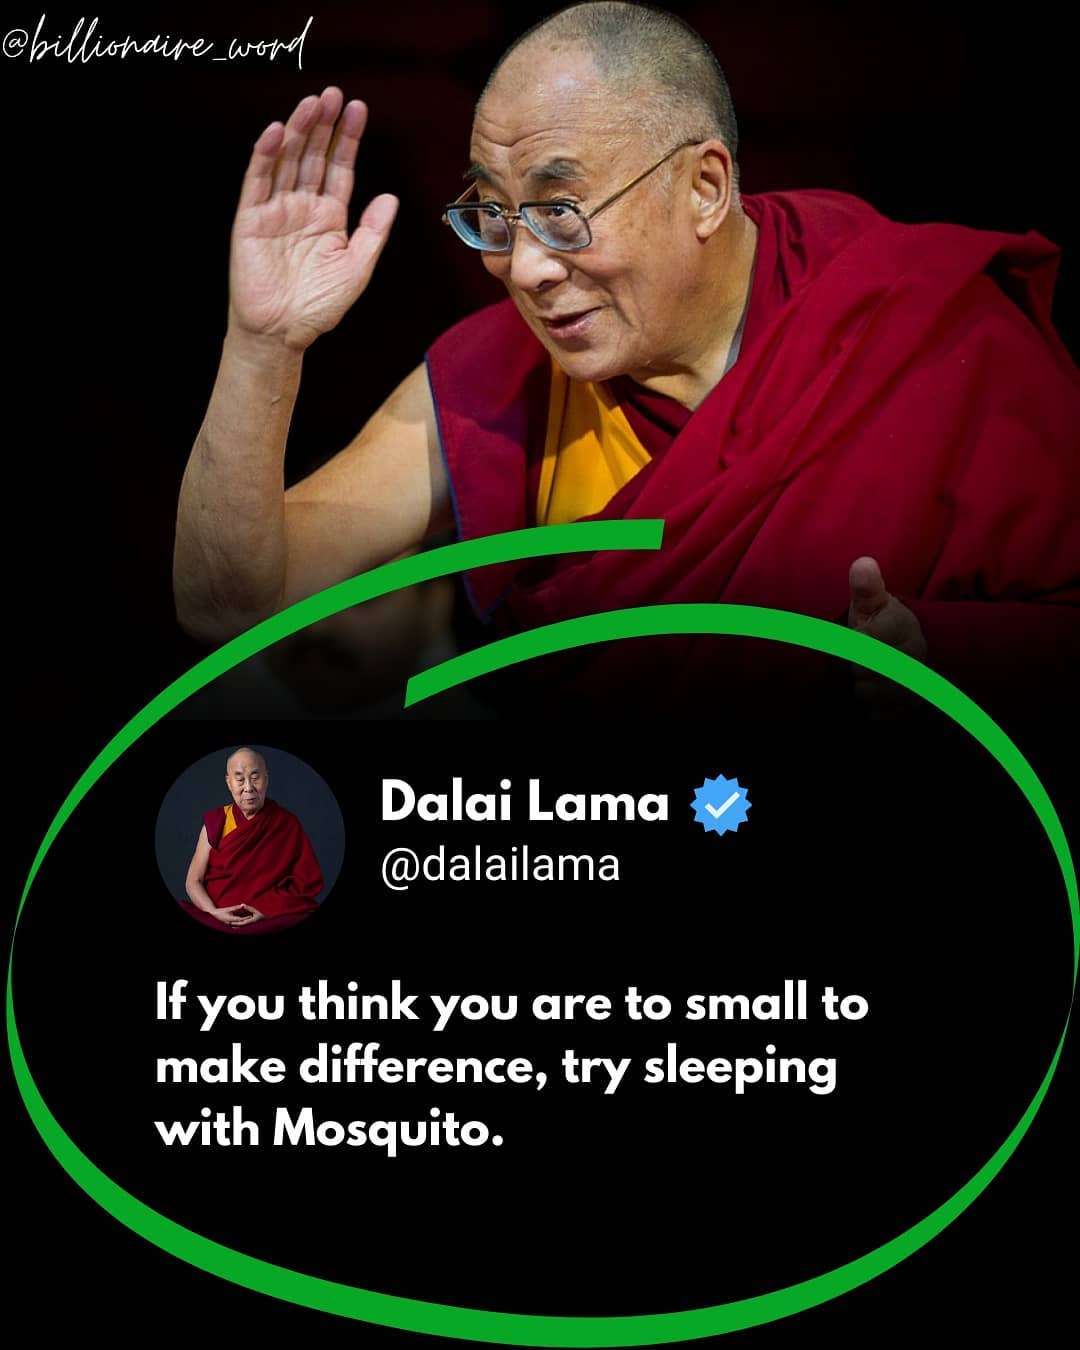 @billionaire_word
Dalai Lama
@dalailama
If you think you are to small to
make difference, try sleeping
with Mosquito.